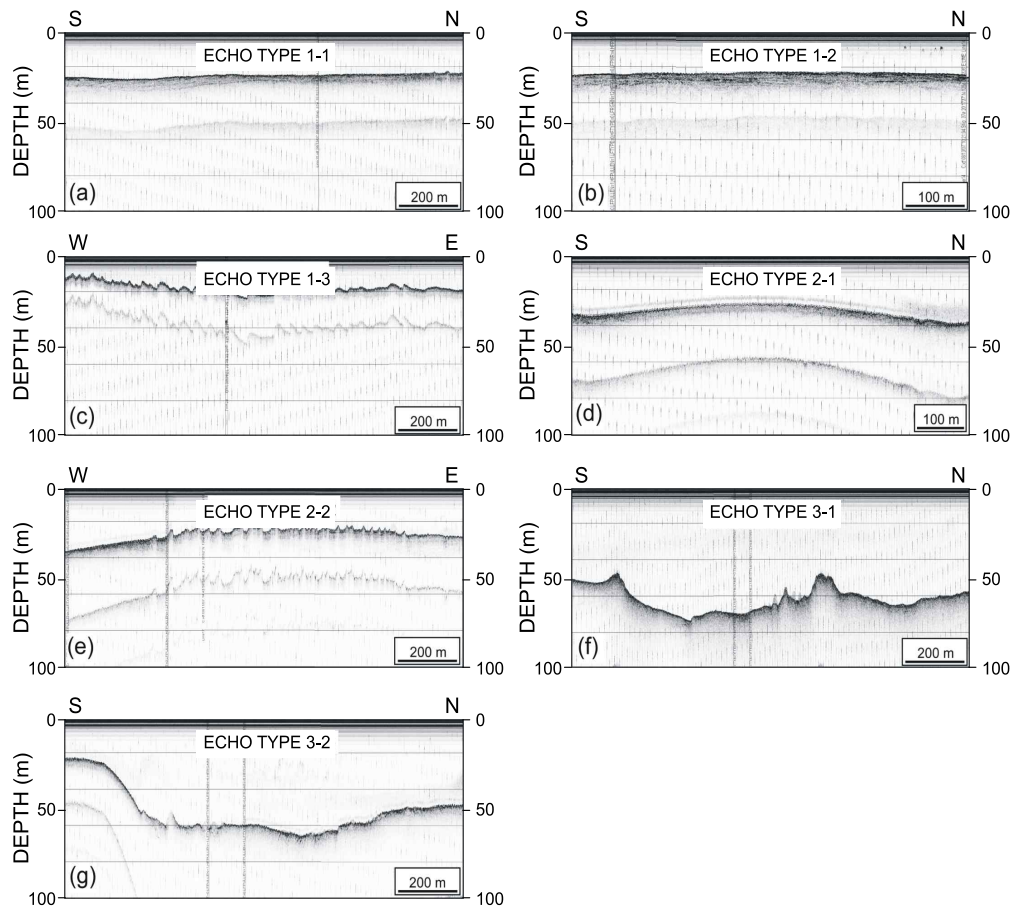 S N S N
0 0 0 0
ECHO TYPE 1-1 ECHO TYPE 1-2
DEPTH (m) DEPTH (m)
50 50 50 50
(a) 200 m (b) 100 m
100 100 100 100
W E S N
0 0 0 0
ECHO TYPE 1-3 ECHO TYPE 2-1
DEPTH (m) DEPTH (m)
50 50 50 50
(c) 200 m (d) 100 m
100 100 100 100
W E S N
0 0 0 0
ECHO TYPE 2-2 ECHO TYPE 3-1
DEPTH (m) DEPTH (m)
50 50 50 50
(e) 200 m (f) 200 m
100 100 100 100
S N
0 0
ECHO TYPE 3-2
DEPTH (m)
50 50
(g) 200 m
100 100